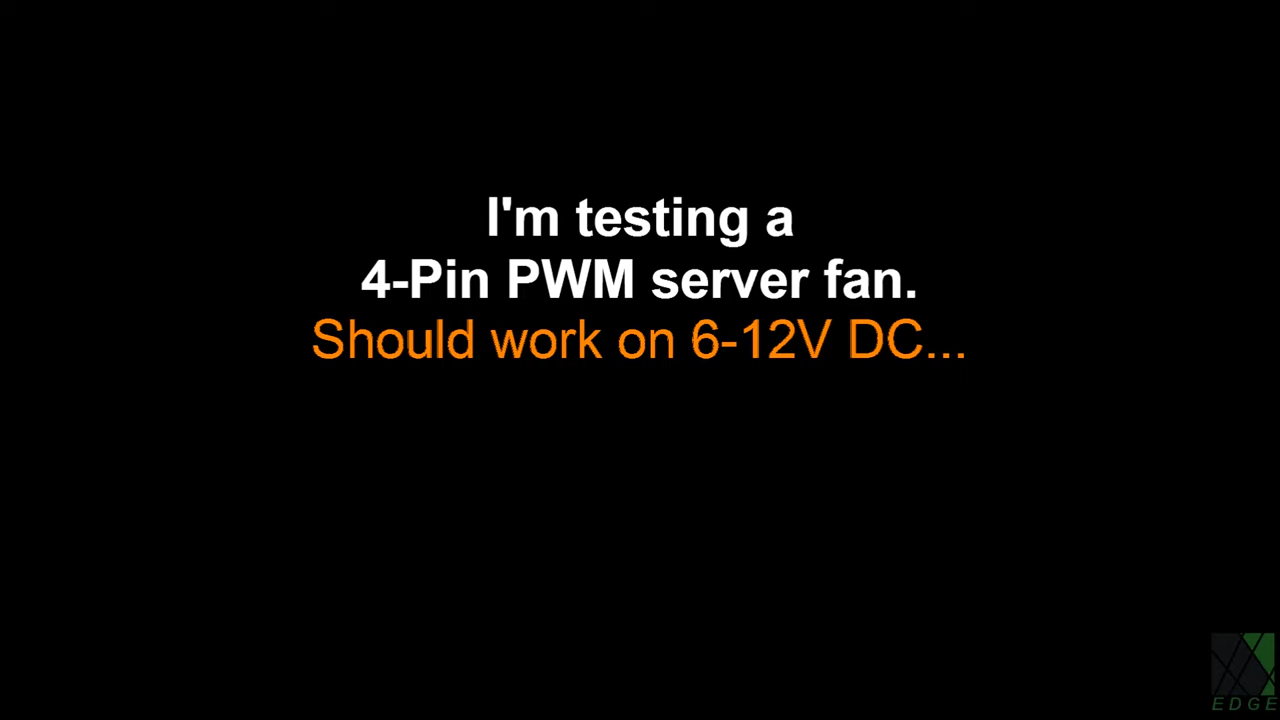 I'm testing a
4-Pin PWM server fan.
Should work on 6-12V DC...
EDGE